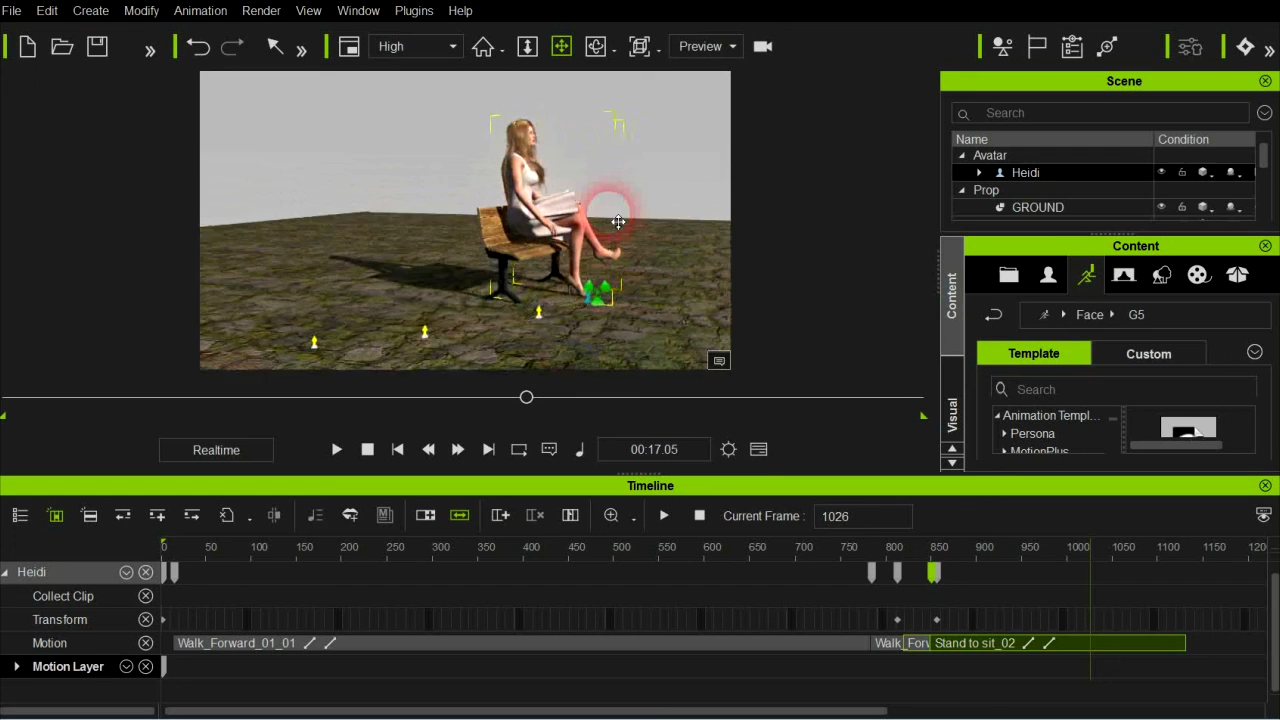 File Edit Create Modify Animation Render View Window Plugins Help
High Preview
Scene
Search
Name Condition
Avatar
Heidi
Prop
GROUND
Content
Content
Visual
Face G5
Template Custom
Search
Animation Templ...
Persona
MotionPlus
Realtime 00:17.05
Timeline
Current Frame : 1026
0 50 100 150 200 250 300 350 400 450 500 550 600 650 700 750 800 850 900 950 1000 1050 1100 1150 1200
Heidi
Collect Clip
Transform
Motion Walk_Forward_01_01 Walk Forv Stand to sit_02
Motion Layer